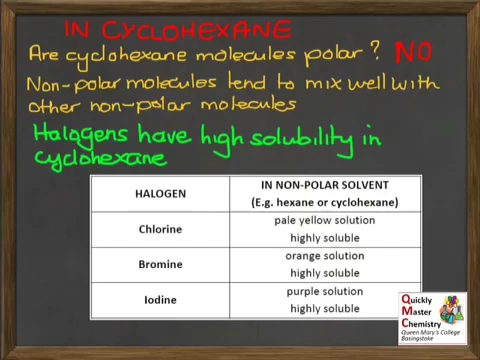 IN CYCLOHEXANE
Are cyclohexane molecules polar? NO
Non-polar molecules tend to mix well with
other non-polar molecules
Halogens have high solubility in
cyclohexane
HALOGEN
IN NON-POLAR SOLVENT
(E.g. hexane or cyclohexane)
Chlorine
pale yellow solution
highly soluble
Bromine
orange solution
highly soluble
Iodine
purple solution
highly soluble
Quickly
Master
Chemistry
Queen Mary's College
Basingstoke